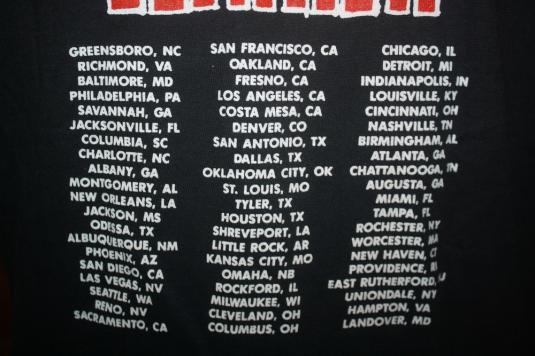 GREENSBORO, NC
RICHMOND, VA
BALTIMORE, MD
PHILADELPHIA, PA
SAVANNAH, GA
JACKSONVILLE, FL
COLUMBIA, SC
CHARLOTTE, NC
ALBANY, GA
MONTGOMERY, AL
NEW ORLEANS, LA
JACKSON, MS
ODESSA, TX
ALBUQUERQUE, NM
PHOENIX, AZ
SAN DIEGO, CA
LAS VEGAS, NV
SEATTLE, WA
RENO, NV
SACRAMENTO, CA
SAN FRANCISCO, CA
OAKLAND, CA
FRESNO, CA
LOS ANGELES, CA
COSTA MESA, CA
DENVER, CO
SAN ANTONIO, TX
DALLAS, TX
OKLAHOMA CITY, OK
ST. LOUIS, MO
TYLER, TX
HOUSTON, TX
SHREVEPORT, LA
LITTLE ROCK, AR
KANSAS CITY, MO
OMAHA, NB
ROCKFORD, IL
MILWAUKEE, WI
CLEVELAND, OH
COLUMBUS, OH
CHICAGO, IL
DETROIT, MI
INDIANAPOLIS, IN
LOUISVILLE, KY
CINCINNATI, OH
NASHVILLE, TN
BIRMINGHAM, AL
ATLANTA, GA
CHATTANOOGA, TN
AUGUSTA, GA
MIAMI, FL
TAMPA, FL
ROCHESTER, NY
WORCESTER, MA
NEW HAVEN, CT
PROVIDENCE, RI
EAST RUTHERFORD,
UNIONDALE, NY
HAMPTON, VA
LANDOVER, MD